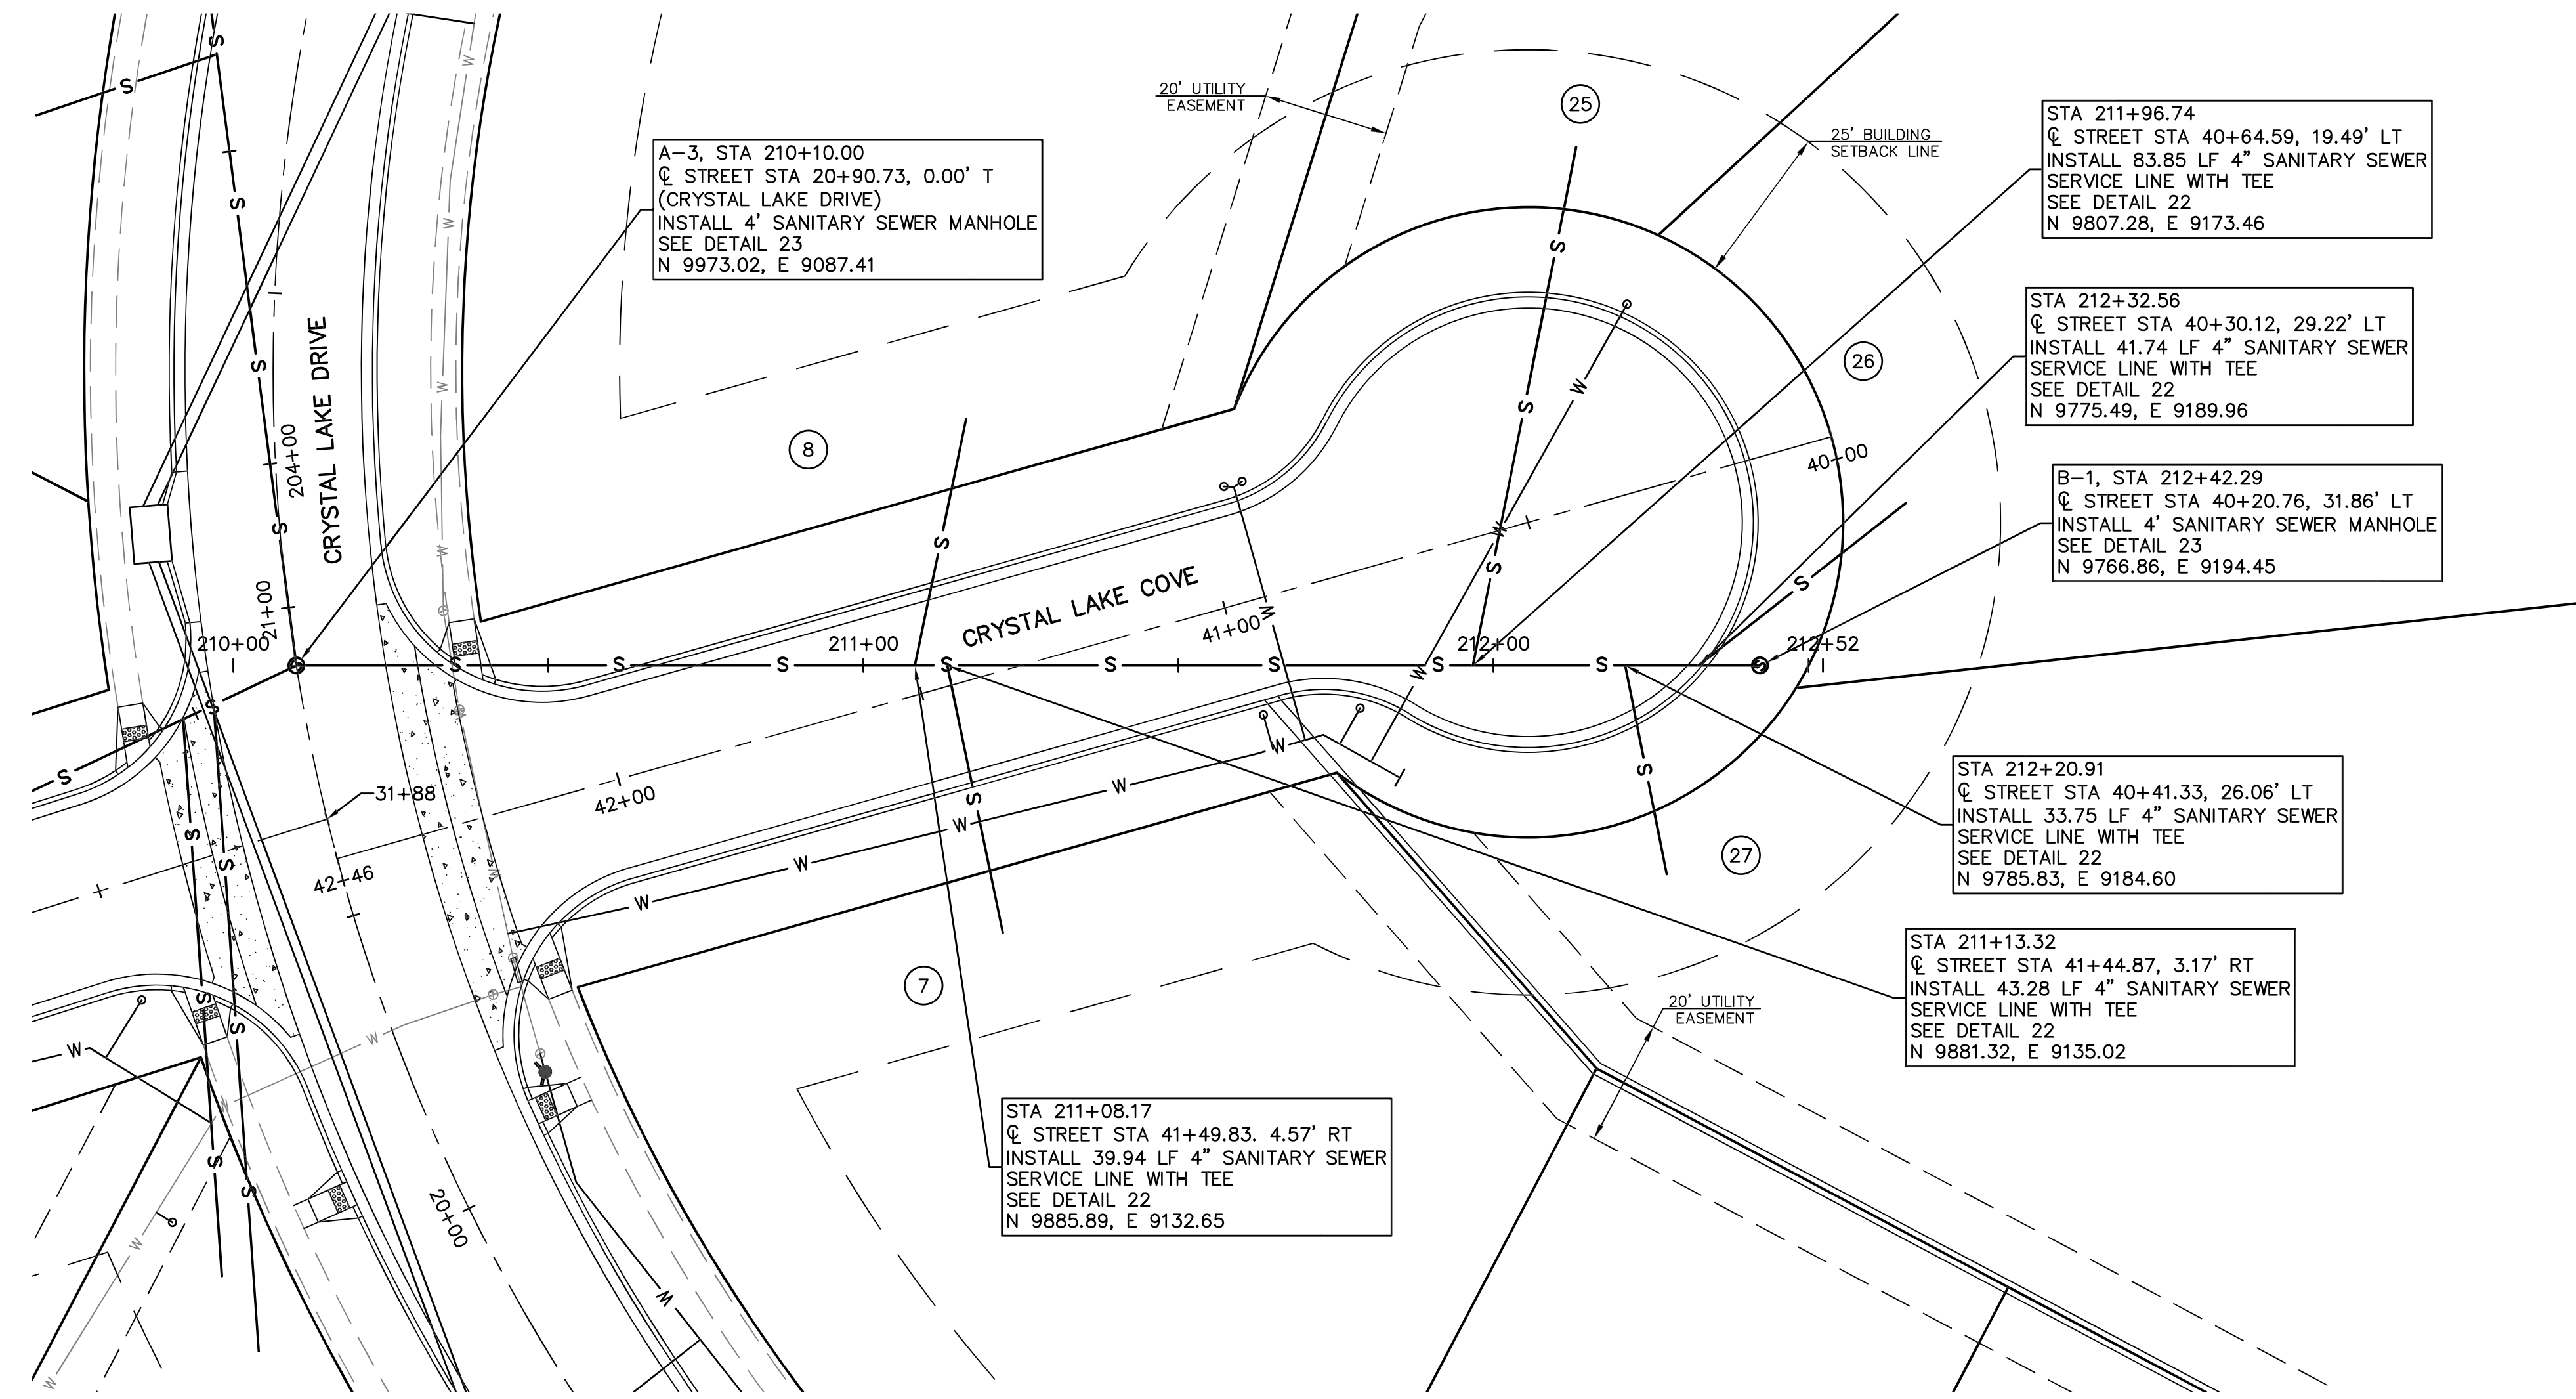 20' UTILITY
EASEMENT
25
25' BUILDING
SETBACK LINE
STA 211+96.74
℄ STREET STA 40+64.59, 19.49' LT
INSTALL 83.85 LF 4" SANITARY SEWER
SERVICE LINE WITH TEE
SEE DETAIL 22
N 9807.28, E 9173.46
A-3, STA 210+10.00
℄ STREET STA 20+90.73, 0.00' T
(CRYSTAL LAKE DRIVE)
INSTALL 4' SANITARY SEWER MANHOLE
SEE DETAIL 23
N 9973.02, E 9087.41
STA 212+32.56
℄ STREET STA 40+30.12, 29.22' LT
INSTALL 41.74 LF 4" SANITARY SEWER
SERVICE LINE WITH TEE
SEE DETAIL 22
N 9775.49, E 9189.96
26
8
CRYSTAL LAKE DRIVE
204+00
21+00
40+00
B-1, STA 212+42.29
℄ STREET STA 40+20.76, 31.86' LT
INSTALL 4' SANITARY SEWER MANHOLE
SEE DETAIL 23
N 9766.86, E 9194.45
CRYSTAL LAKE COVE
210+00
211+00
41+00
212+00
212+52
S S S S S S S S
W W W W W W
31+88
42+00
42+46
STA 212+20.91
℄ STREET STA 40+41.33, 26.06' LT
INSTALL 33.75 LF 4" SANITARY SEWER
SERVICE LINE WITH TEE
SEE DETAIL 22
N 9785.83, E 9184.60
27
7
STA 211+13.32
℄ STREET STA 41+44.87, 3.17' RT
INSTALL 43.28 LF 4" SANITARY SEWER
SERVICE LINE WITH TEE
SEE DETAIL 22
N 9881.32, E 9135.02
20' UTILITY
EASEMENT
STA 211+08.17
℄ STREET STA 41+49.83. 4.57' RT
INSTALL 39.94 LF 4" SANITARY SEWER
SERVICE LINE WITH TEE
SEE DETAIL 22
N 9885.89, E 9132.65
20+00